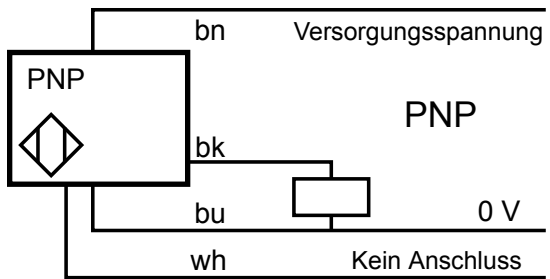 bn Versorgungsspannung
PNP
PNP
bk
bu 0 V
wh Kein Anschluss